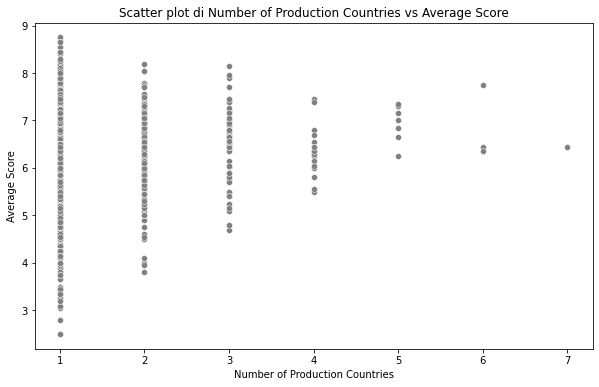 Scatter plot di Number of Production Countries vs Average Score
Average Score
9
8
7
6
5
4
3
1 2 3 4 5 6 7
Number of Production Countries